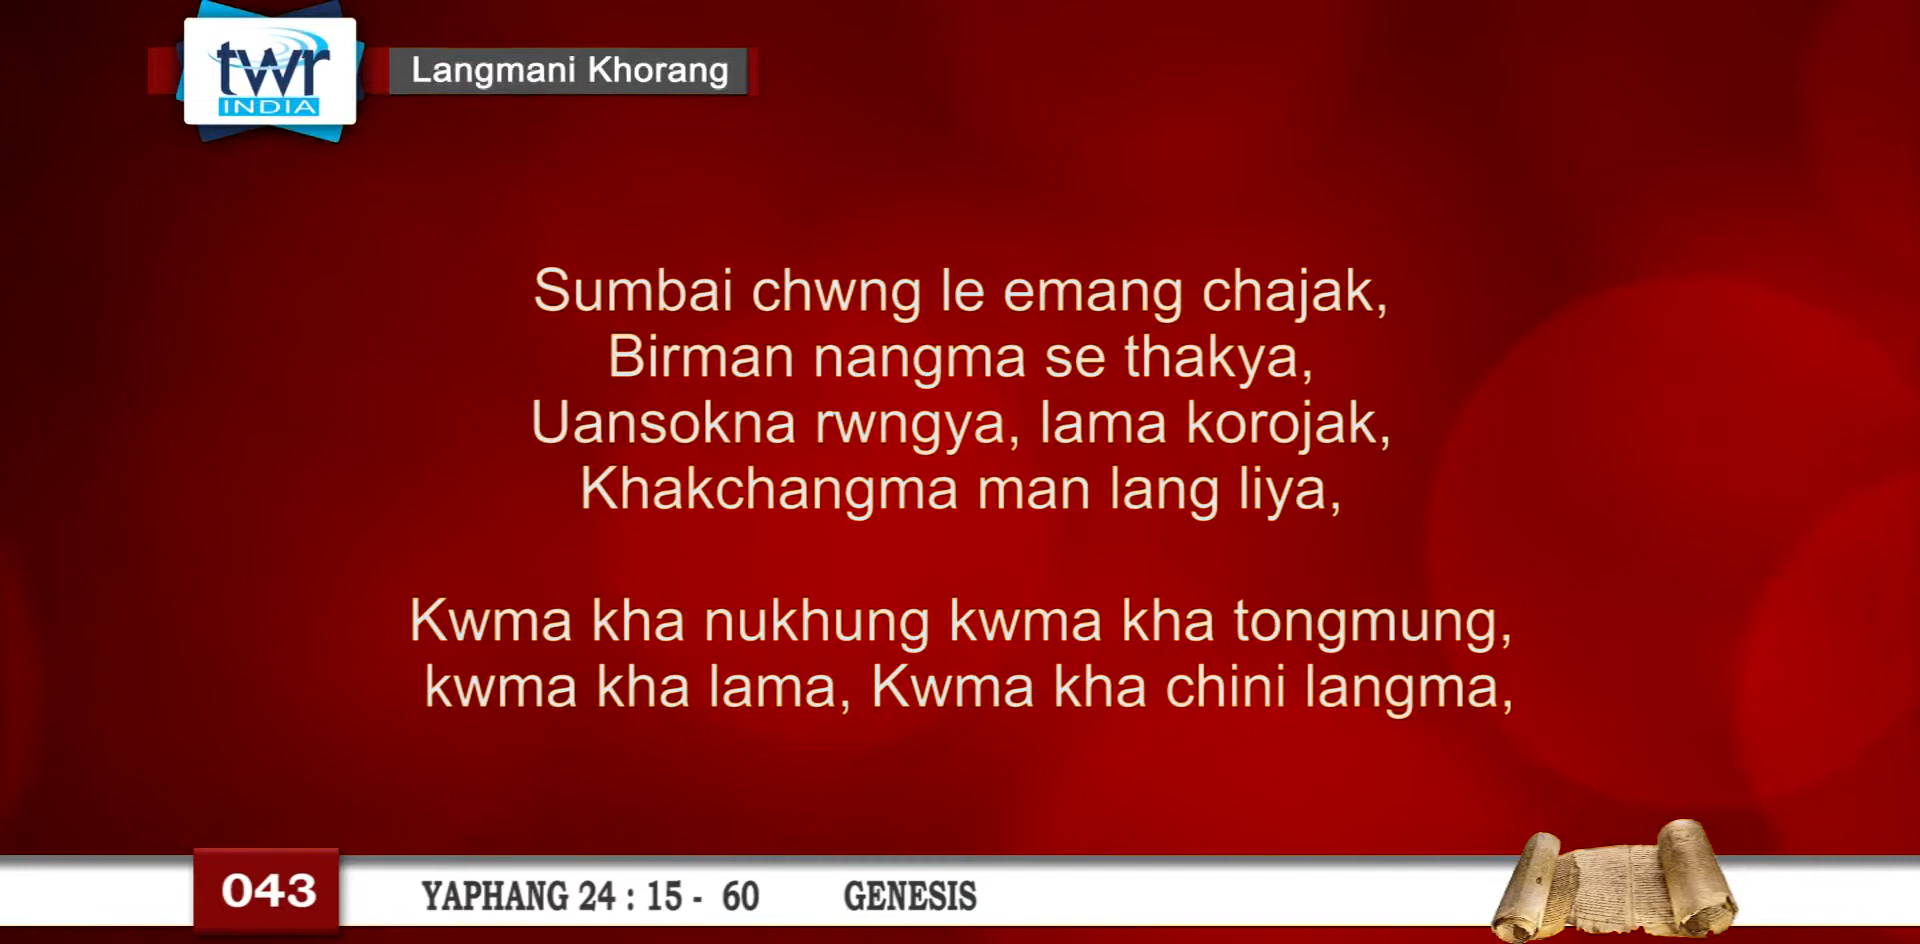 twr
INDIA
Langmani Khorang
Sumbai chwng le emang chajak,
Birman nangma se thakya,
Uansokna rwngya, lama korojak,
Khakchangma man lang liya,
Kwma kha nukhung kwma kha tongmung,
kwma kha lama, Kwma kha chini langma,
043
YAPHANG 24 : 15 - 60 GENESIS